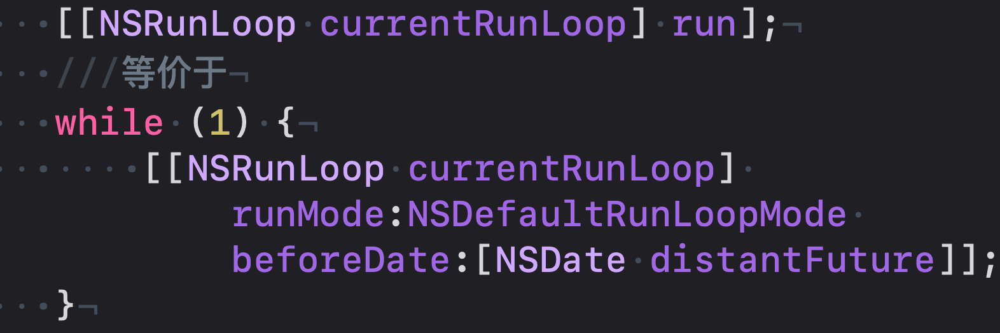 [[NSRunLoop currentRunLoop] run];
///等价于
while (1) {
[[NSRunLoop currentRunLoop]
runMode:NSDefaultRunLoopMode
beforeDate:[NSDate distantFuture]];
}